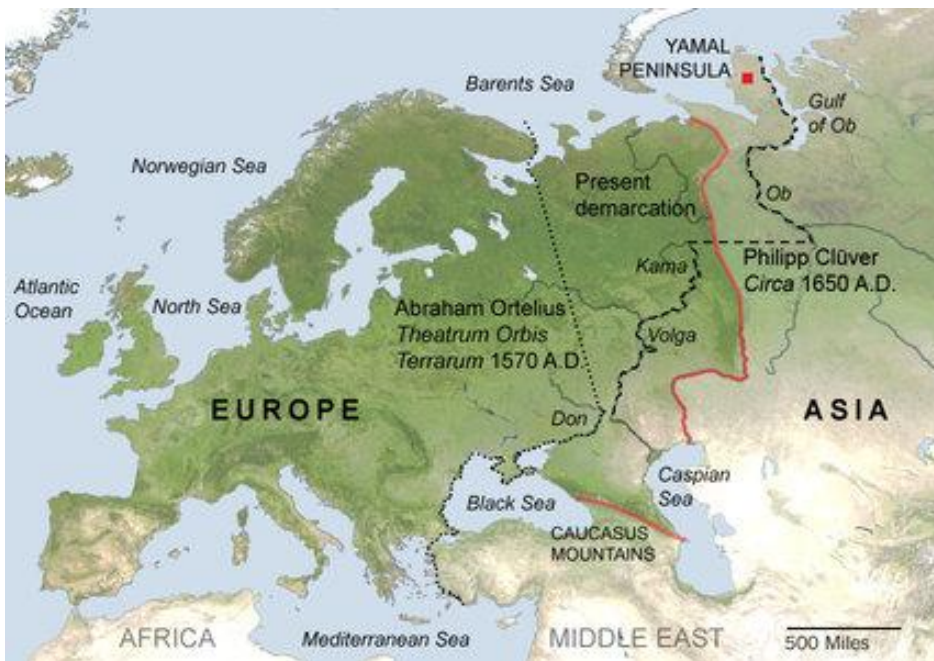 YAMAL
PENINSULA
Barents Sea
Gulf
of Ob
Norwegian Sea
Present
demarcation
Ob
Kama
Philipp Clüver
Circa 1650 A.D.
Atlantic
Ocean
North Sea
Abraham Ortelius
Theatrum Orbis
Terrarum 1570 A.D.
Volga
EUROPE
Don
ASIA
Caspian
Sea
Black Sea
CAUCASUS
MOUNTAINS
AFRICA
Mediterranean Sea
MIDDLE EAST
500 Miles